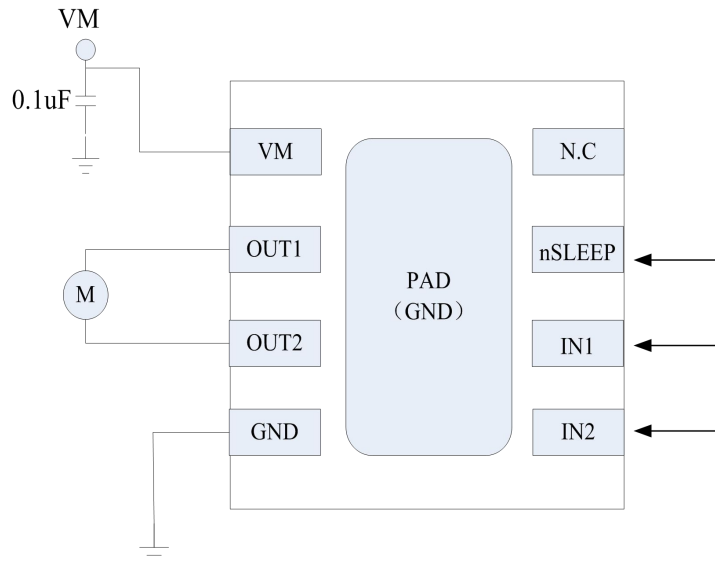 VM
0.1uF
VM
N.C
OUT1
nSLEEP
M
PAD
（GND）
OUT2
IN1
GND
IN2